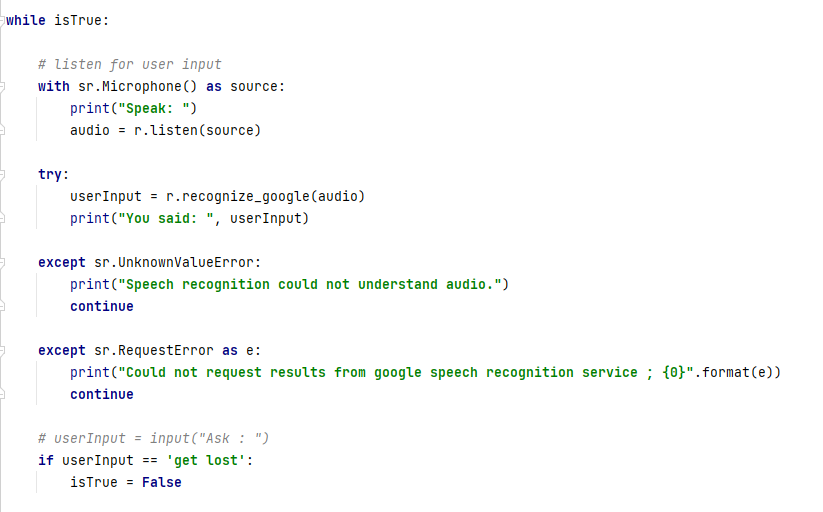 while isTrue:
# listen for user input
with sr.Microphone() as source:
print("Speak: ")
audio = r.listen(source)
try:
userInput = r.recognize_google(audio)
print("You said: ", userInput)
except sr.UnknownValueError:
print("Speech recognition could not understand audio.")
continue
except sr.RequestError as e:
print("Could not request results from google speech recognition service ; {0}".format(e))
continue
# userInput = input("Ask : ")
if userInput == 'get lost':
isTrue = False